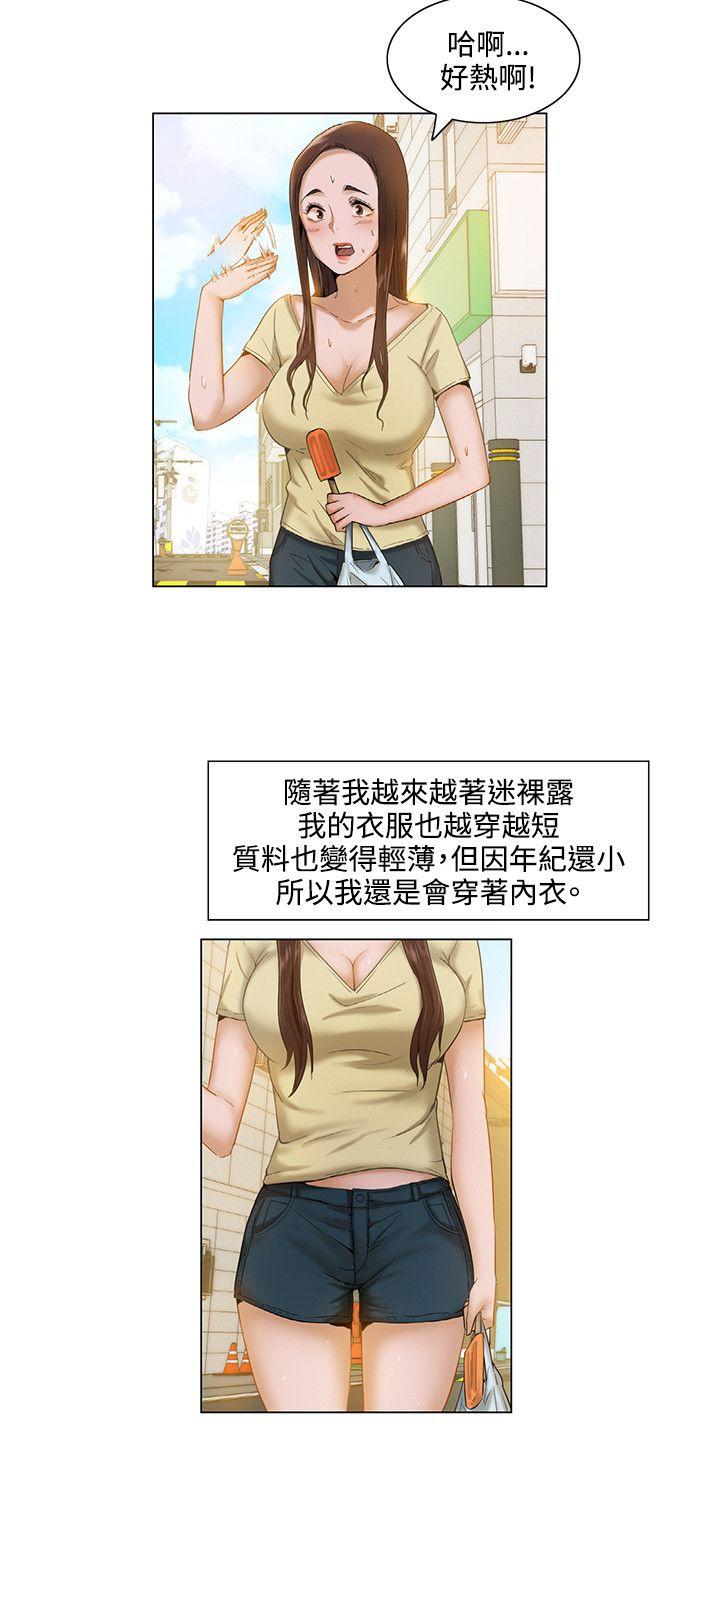 哈啊...
好熱啊!
隨著我越來越著迷裸露
我的衣服也越穿越短
質料也變得輕薄，但因年紀還小
所以我還是會穿著內衣。